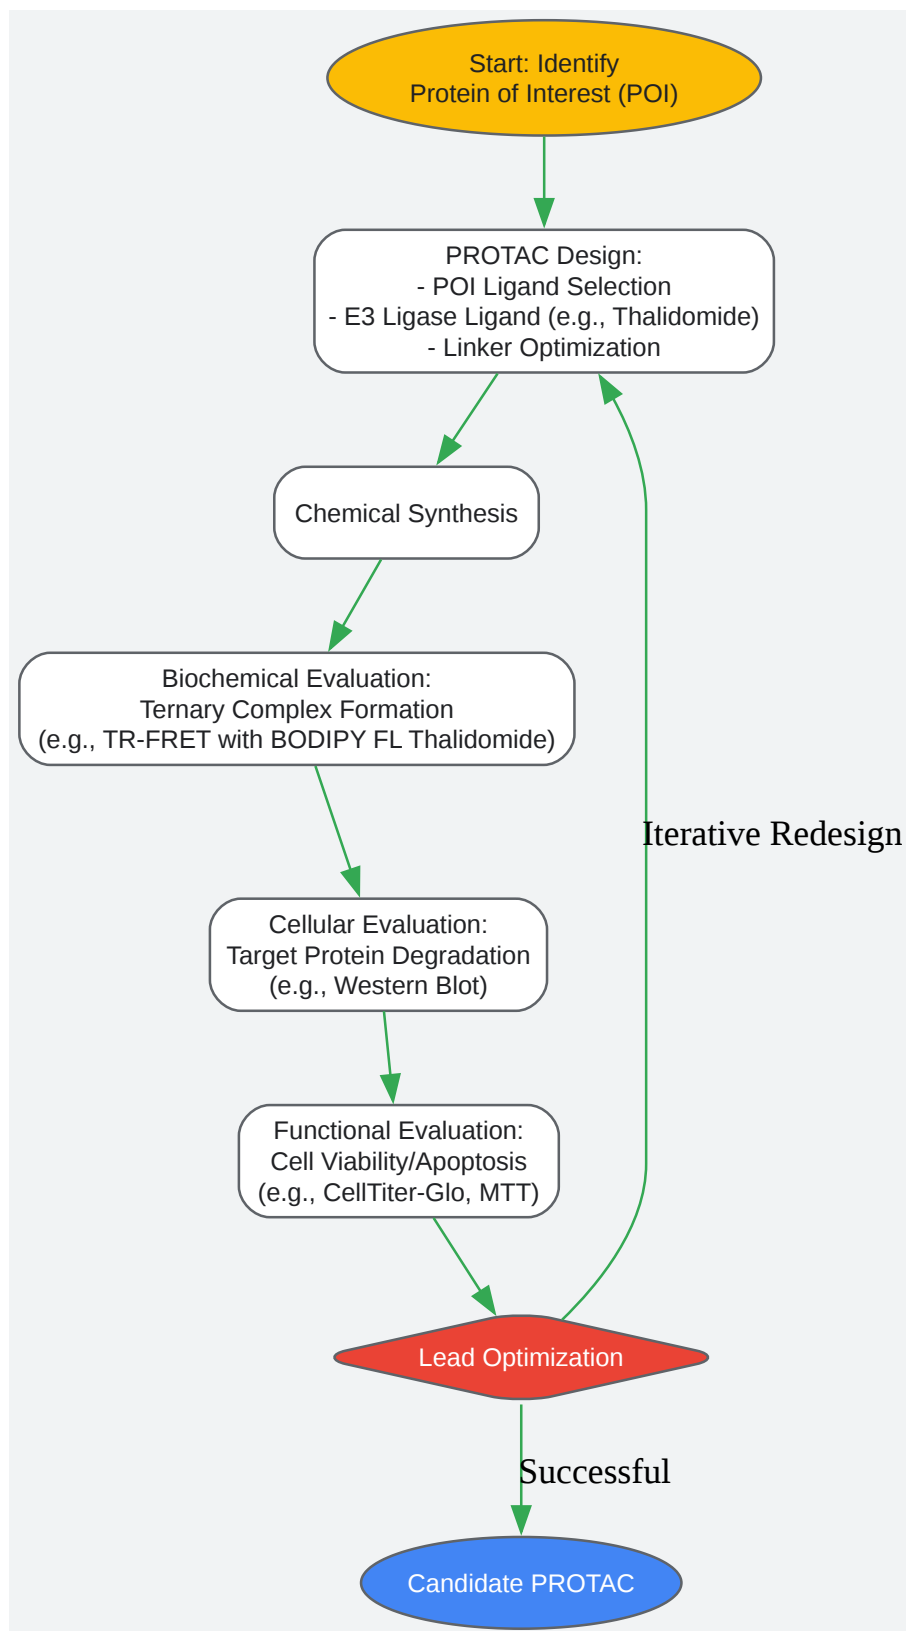 Start: Identify
Protein of Interest (POI)
PROTAC Design:
- POI Ligand Selection
- E3 Ligase Ligand (e.g., Thalidomide)
- Linker Optimization
Chemical Synthesis
Biochemical Evaluation:
Ternary Complex Formation
(e.g., TR-FRET with BODIPY FL Thalidomide)
Iterative Redesign
Cellular Evaluation:
Target Protein Degradation
(e.g., Western Blot)
Functional Evaluation:
Cell Viability/Apoptosis
(e.g., CellTiter-Glo, MTT)
Lead Optimization
Successful
Candidate PROTAC